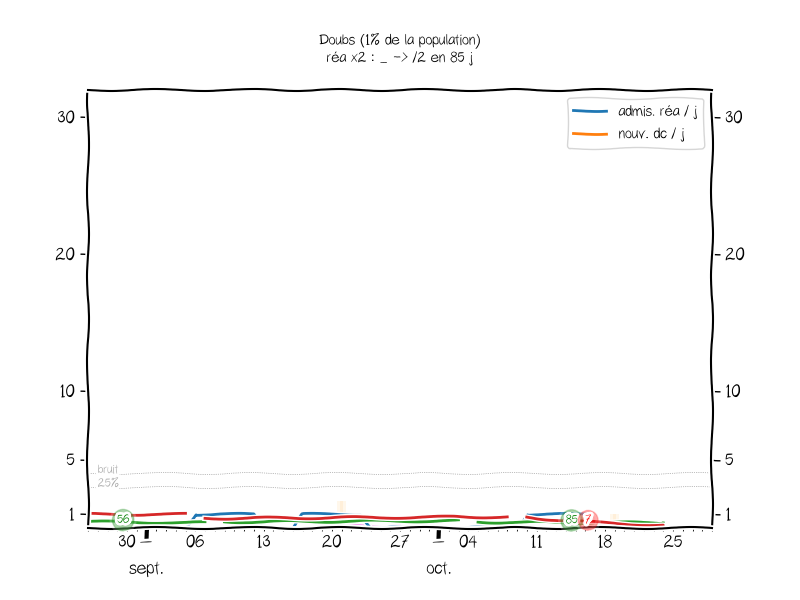 Doubs (1% de la population)
réa x2 : _ -> /2 en 85 j
admis. réa / j
nouv. dc / j
30 30
20 20
10 10
5 5
bruit
25%
1 1
56 85 7
30 06 13 20 27 04 11 18 25
sept. oct.